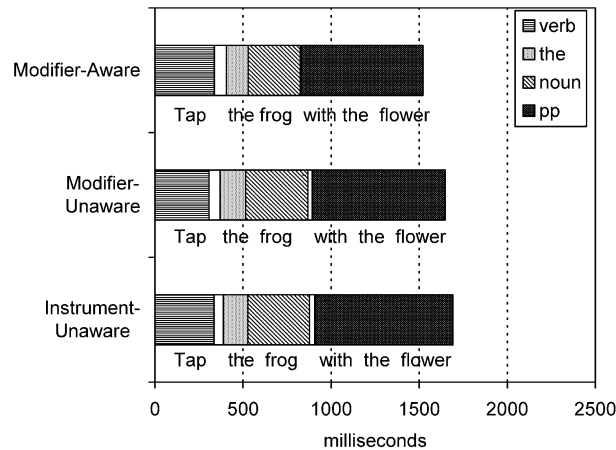 verb
the
noun
pp
Modifier-Aware
Tap the frog with the flower
Modifier-
Unaware
Tap the frog with the flower
Instrument-
Unaware
Tap the frog with the flower
0 500 1000 1500 2000 2500
milliseconds